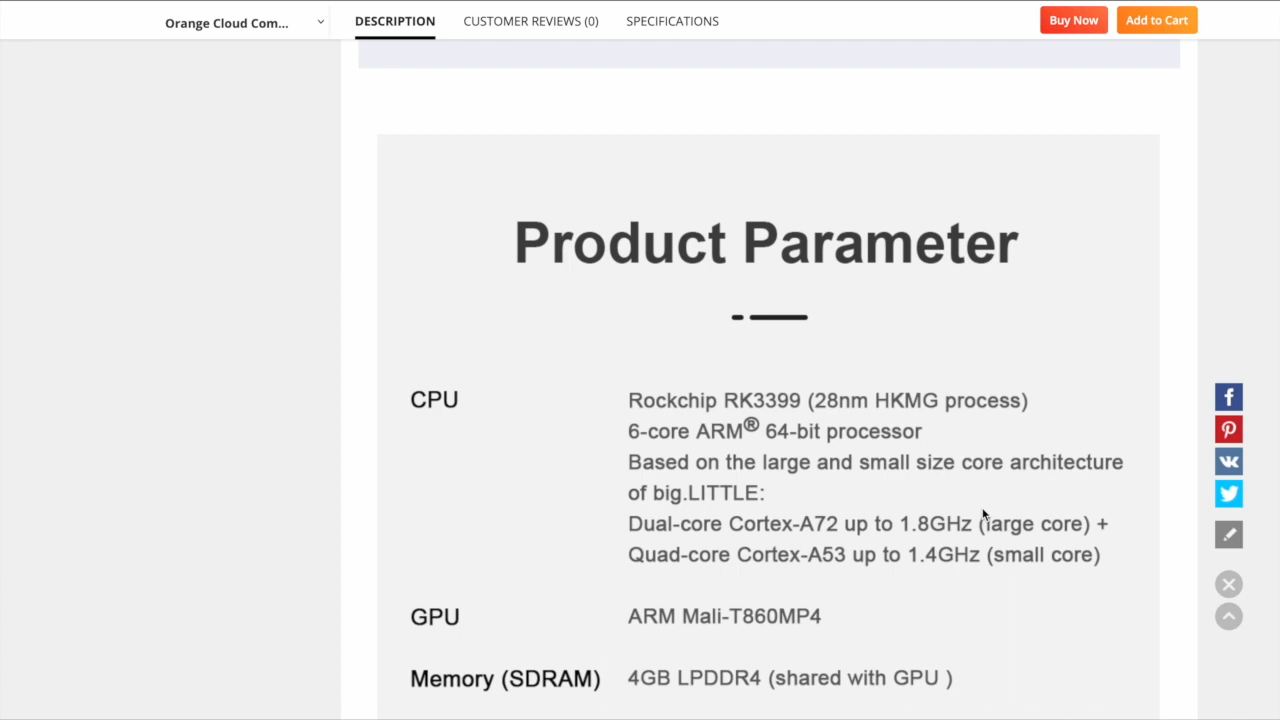 Orange Cloud Com...
DESCRIPTION
CUSTOMER REVIEWS (0)
SPECIFICATIONS
Buy Now
Add to Cart
Product Parameter
CPU
Rockchip RK3399 (28nm HKMG process)
6-core ARM® 64-bit processor
Based on the large and small size core architecture
of big.LITTLE:
Dual-core Cortex-A72 up to 1.8GHz (large core) +
Quad-core Cortex-A53 up to 1.4GHz (small core)
GPU
ARM Mali-T860MP4
Memory (SDRAM)
4GB LPDDR4 (shared with GPU )